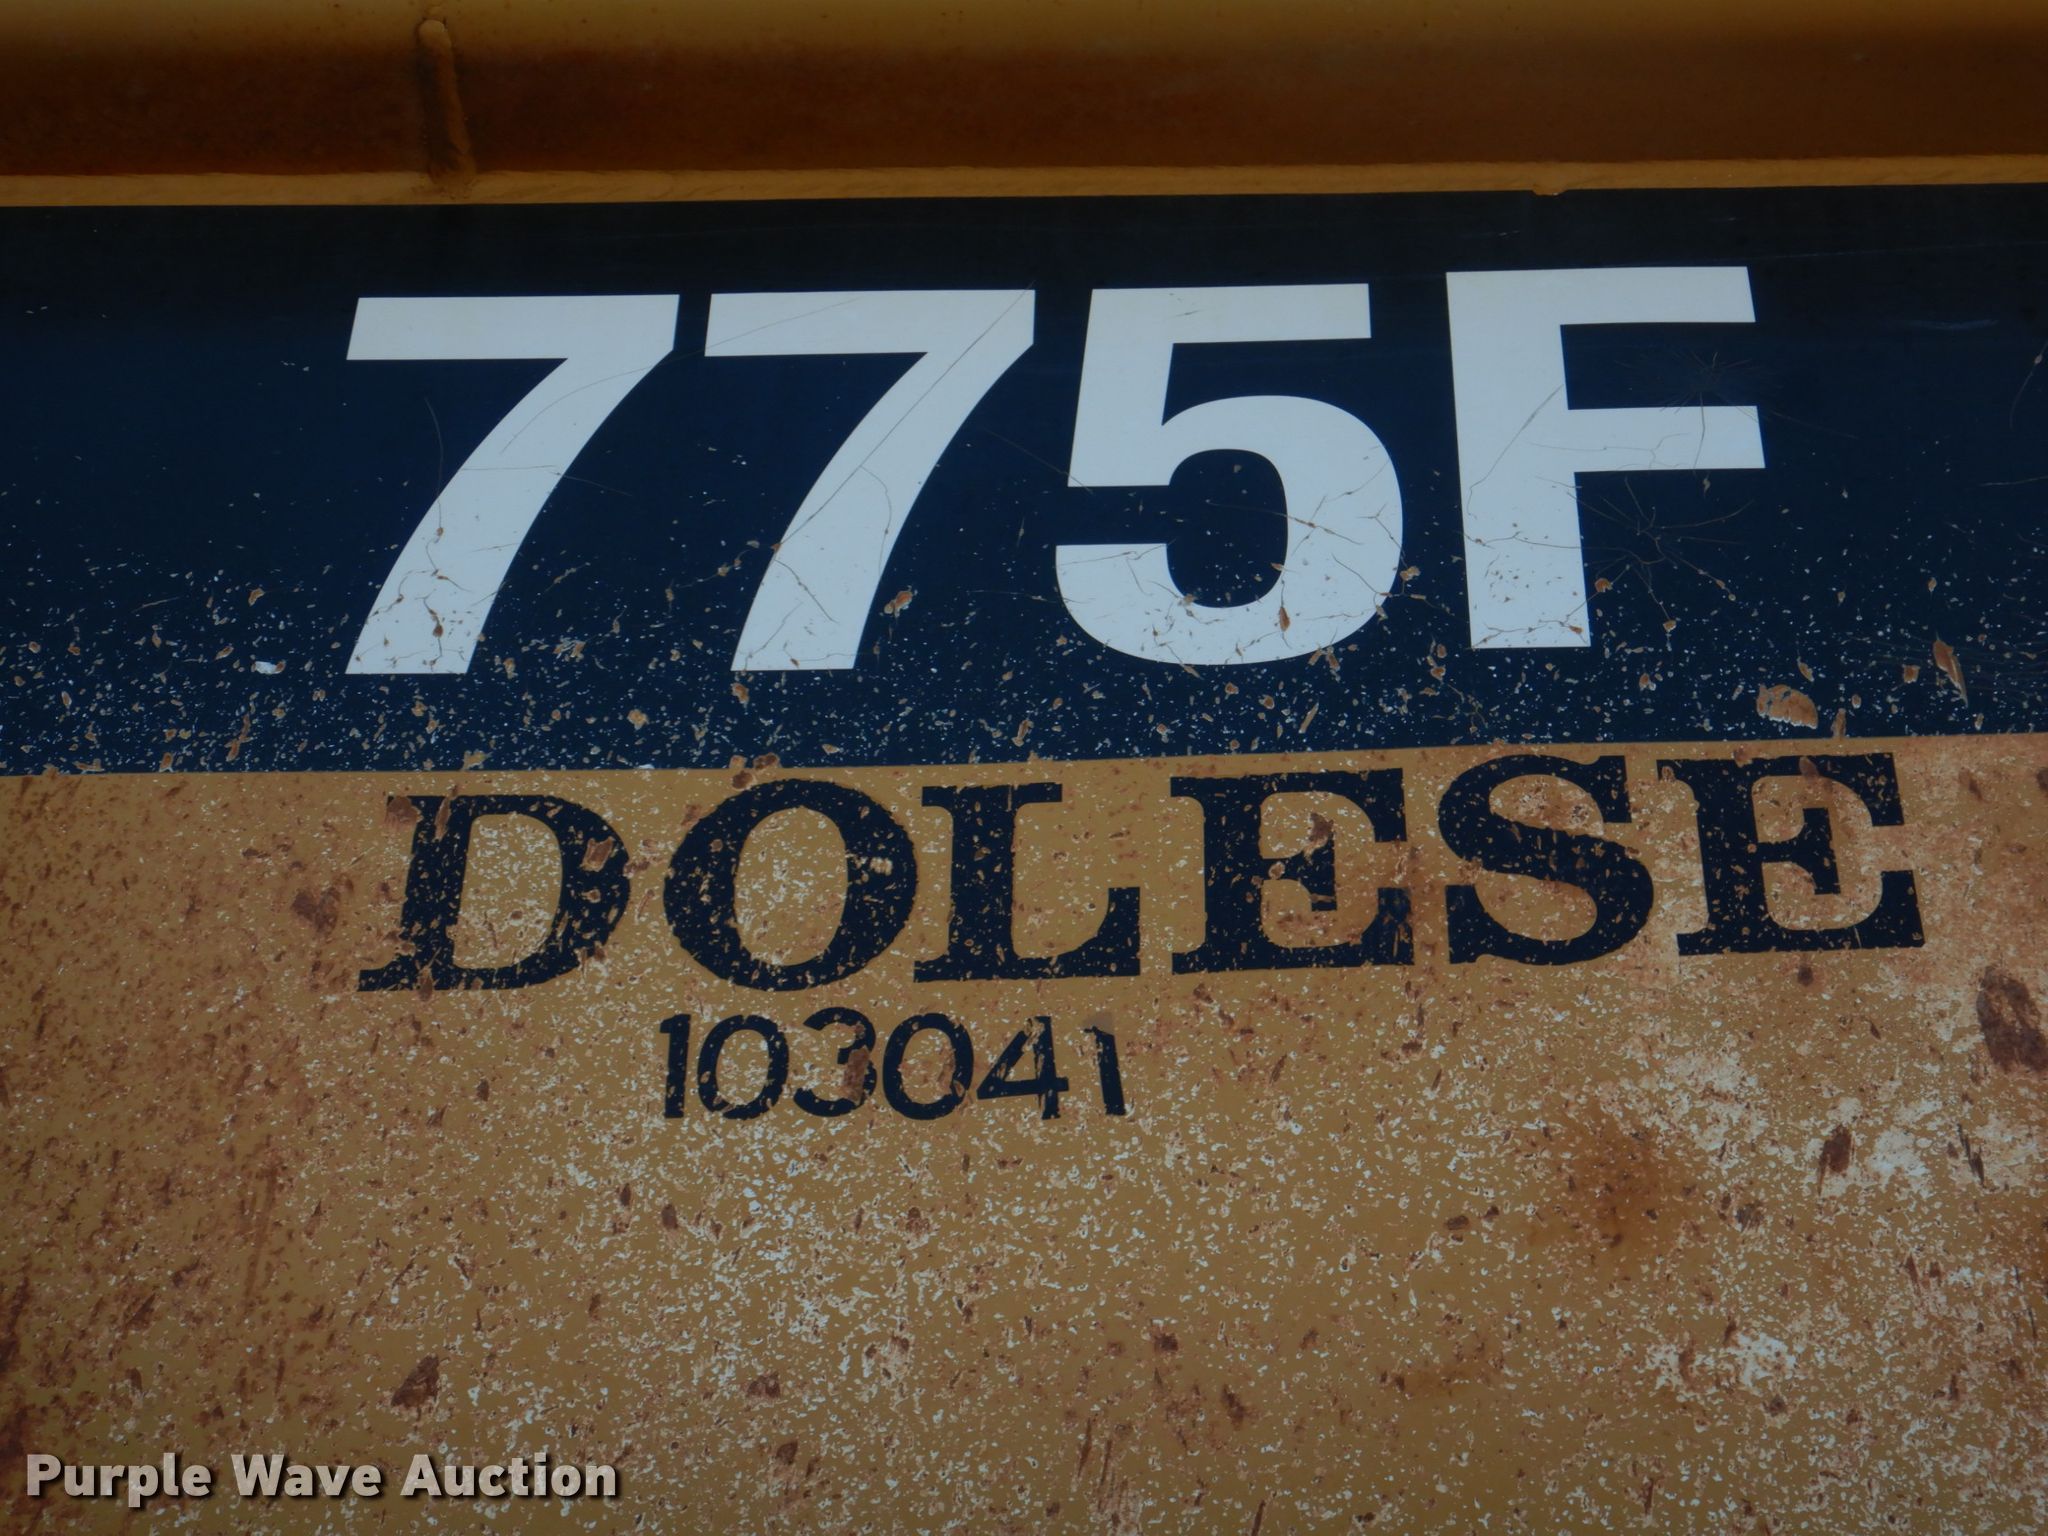 775F
DOLESE
103041
Purple Wave Auction